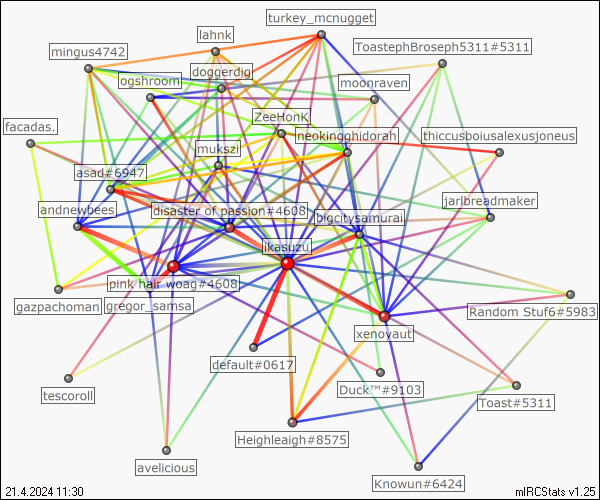 turkey_mcnugget
lahnk
ToastephBroseph5311#5311
mingus4742
doggerdig
ogshroom
moonraven
ZeeHonK
facadas.
neokingghidorah
thiccusboiusalexusjoneus
mukszi
asad#6947
jarlbreadmaker
andnewbees
disaster of passion#4608
bigcitysamurai
ikasuzu
pink hair woag#4608
gazpachoman
gregor_samsa
Random Stuf6#5983
xenovaut
default#0617
tescoroll
Duck™#9103
Toast#5311
Heighleaigh#8575
avelicious
Knowun#6424
21.4.2024 11:30
mIRCStats v1.25